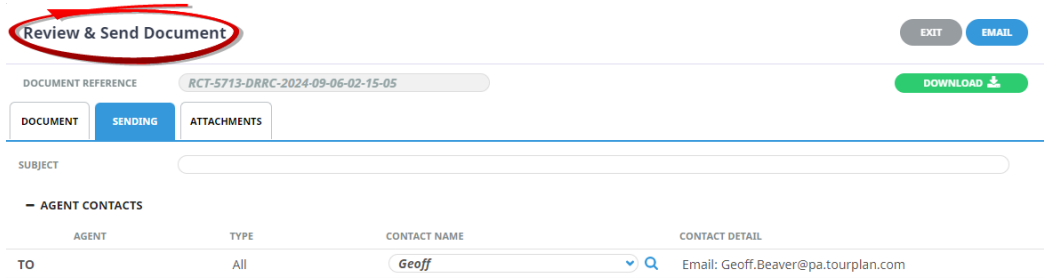 Review & Send Document
EXIT
EMAIL
DOCUMENT REFERENCE
RCT-5713-DRRC-2024-09-06-02-15-05
DOWNLOAD
DOCUMENT
SENDING
ATTACHMENTS
SUBJECT
AGENT CONTACTS
AGENT TYPE CONTACT NAME CONTACT DETAIL
TO All Geoff Email: Geoff.Beaver@pa.tourplan.com